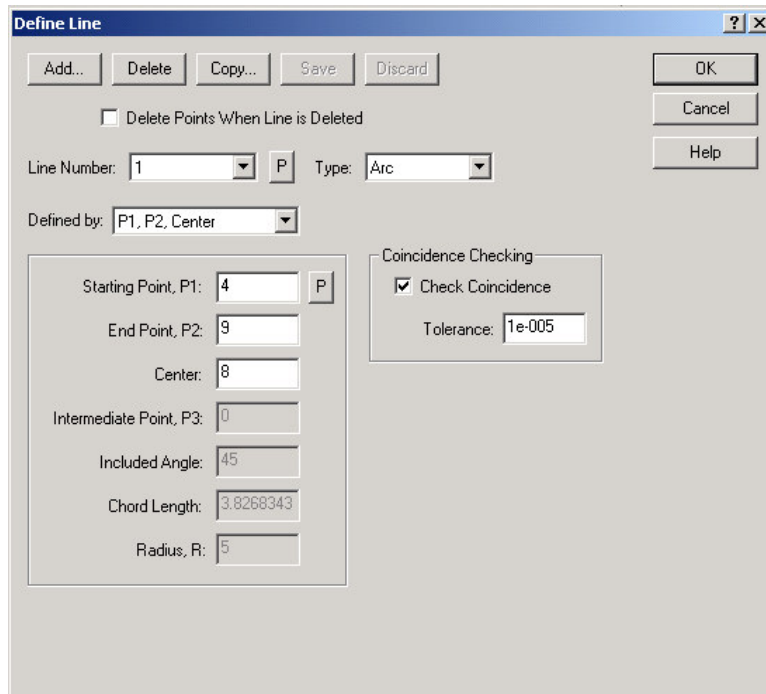 Define Line
Add... Delete Copy... Save Discard OK
Delete Points When Line is Deleted Cancel
Line Number: 1 P Type: Arc Help
Defined by: P1, P2, Center
Starting Point, P1: 4 P
End Point, P2: 9
Center: 8
Intermediate Point, P3: 0
Included Angle: 45
Chord Length: 3.8268343
Radius, R: 5
Coincidence Checking
Check Coincidence
Tolerance: 1e-005